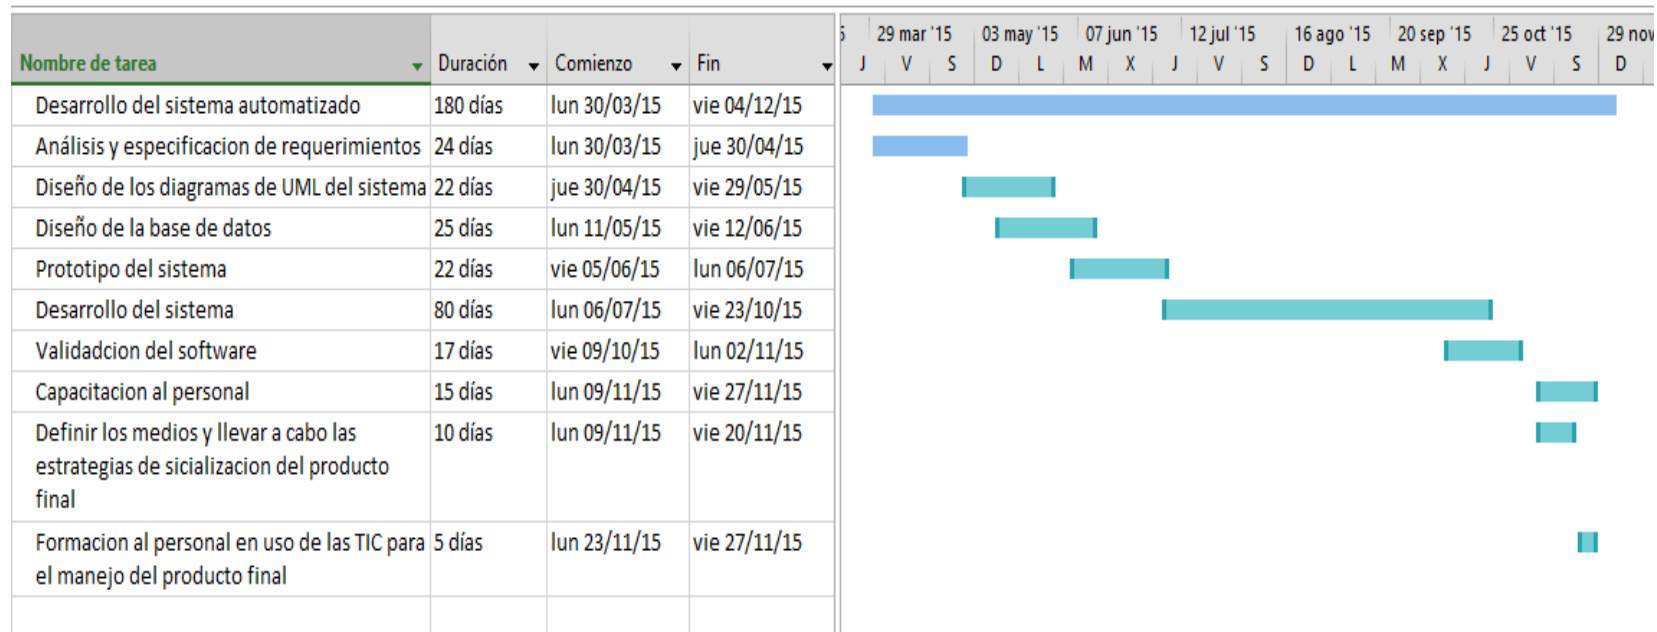 5 29 mar '15 03 may '15 07 jun '15 12 jul '15 16 ago '15 20 sep '15 25 oct '15 29 nov
Nombre de tarea Duración Comienzo Fin J V S D L M X J V S D L M X J V S D
Desarrollo del sistema automatizado 180 días lun 30/03/15 vie 04/12/15
Análisis y especificacion de requerimientos 24 días lun 30/03/15 jue 30/04/15
Diseño de los diagramas de UML del sistema 22 días jue 30/04/15 vie 29/05/15
Diseño de la base de datos 25 días lun 11/05/15 vie 12/06/15
Prototipo del sistema 22 días vie 05/06/15 lun 06/07/15
Desarrollo del sistema 80 días lun 06/07/15 vie 23/10/15
Validadcion del software 17 días vie 09/10/15 lun 02/11/15
Capacitacion al personal 15 días lun 09/11/15 vie 27/11/15
Definir los medios y llevar a cabo las 10 días lun 09/11/15 vie 20/11/15
estrategias de sicializacion del producto
final
Formacion al personal en uso de las TIC para 5 días lun 23/11/15 vie 27/11/15
el manejo del producto final